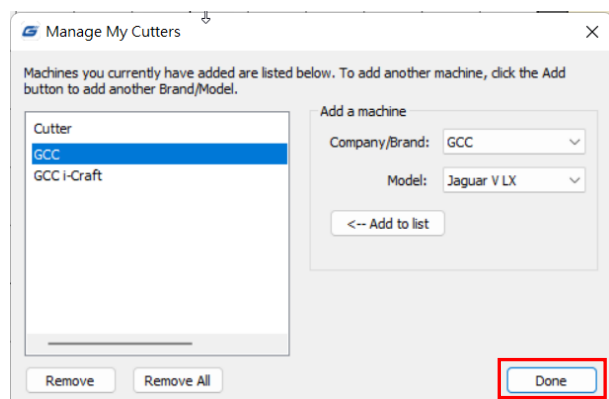 Manage My Cutters
Machines you currently have added are listed below. To add another machine, click the Add
button to add another Brand/Model.
Cutter
GCC
GCC i-Craft
Add a machine
Company/Brand: GCC
Model: Jaguar V LX
<-- Add to list
Remove
Remove All
Done